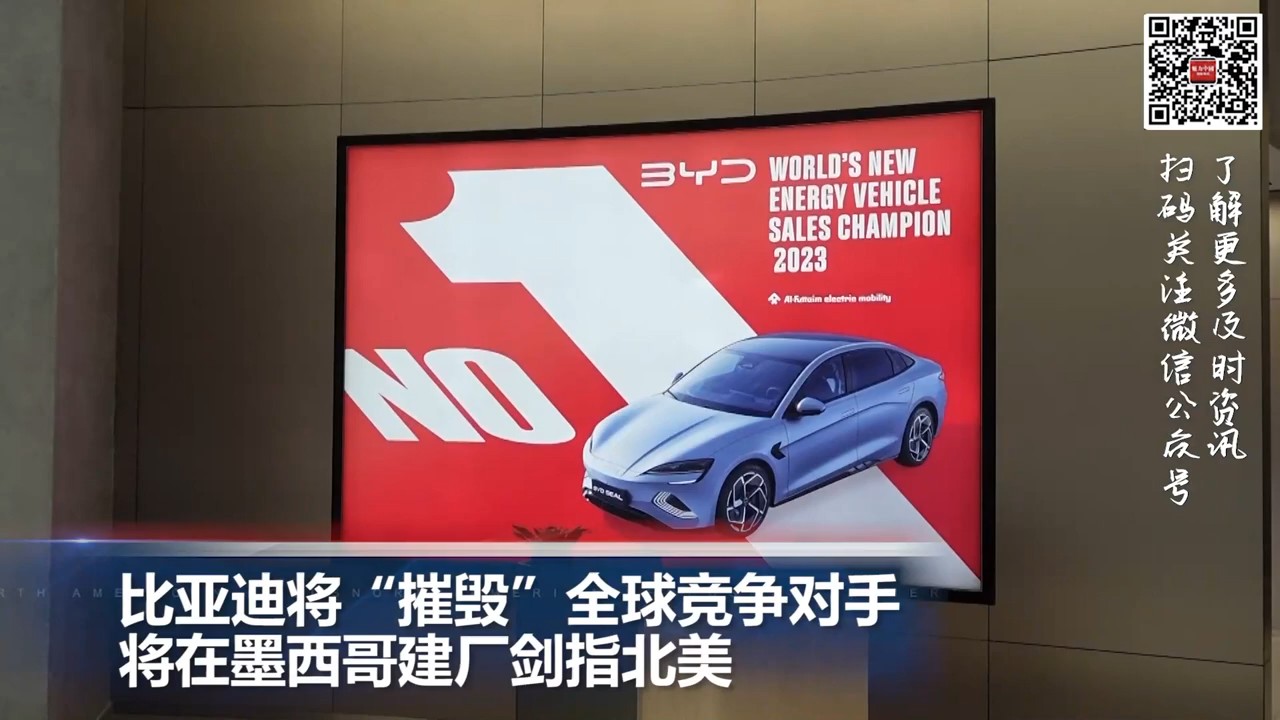 BYD
WORLD'S NEW
ENERGY VEHICLE
SALES CHAMPION
2023
Al-Futtaim electric mobility
NO 1
BYD SEAL
了解更多及时资讯
扫码关注微信公众号
比亚迪将“摧毁”全球竞争对手
将在墨西哥建厂剑指北美